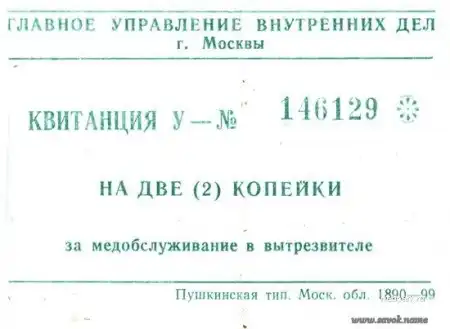 ГЛАВНОЕ УПРАВЛЕНИЕ ВНУТРЕННИХ ДЕЛ
г. Москвы
КВИТАНЦИЯ У — № 146129
НА ДВЕ (2) КОПЕЙКИ
за медобслуживание в вытрезвителе
Пушкинская тип. Моск. обл. 1890—99
www.savok.name